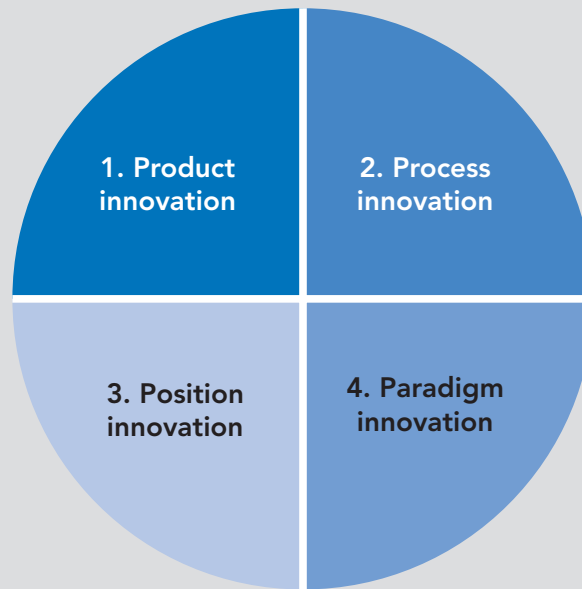 1. Product
innovation
2. Process
innovation
3. Position
innovation
4. Paradigm
innovation